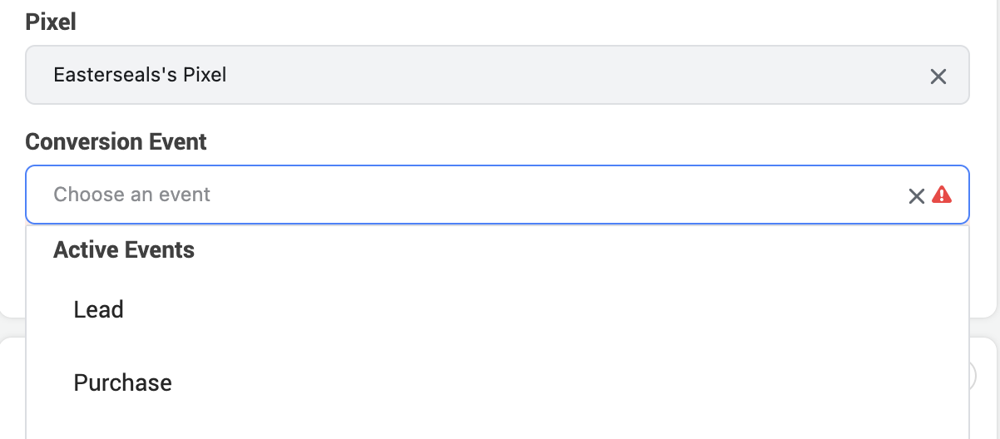 Pixel
Easterseals's Pixel
Conversion Event
Choose an event
Active Events
Lead
Purchase